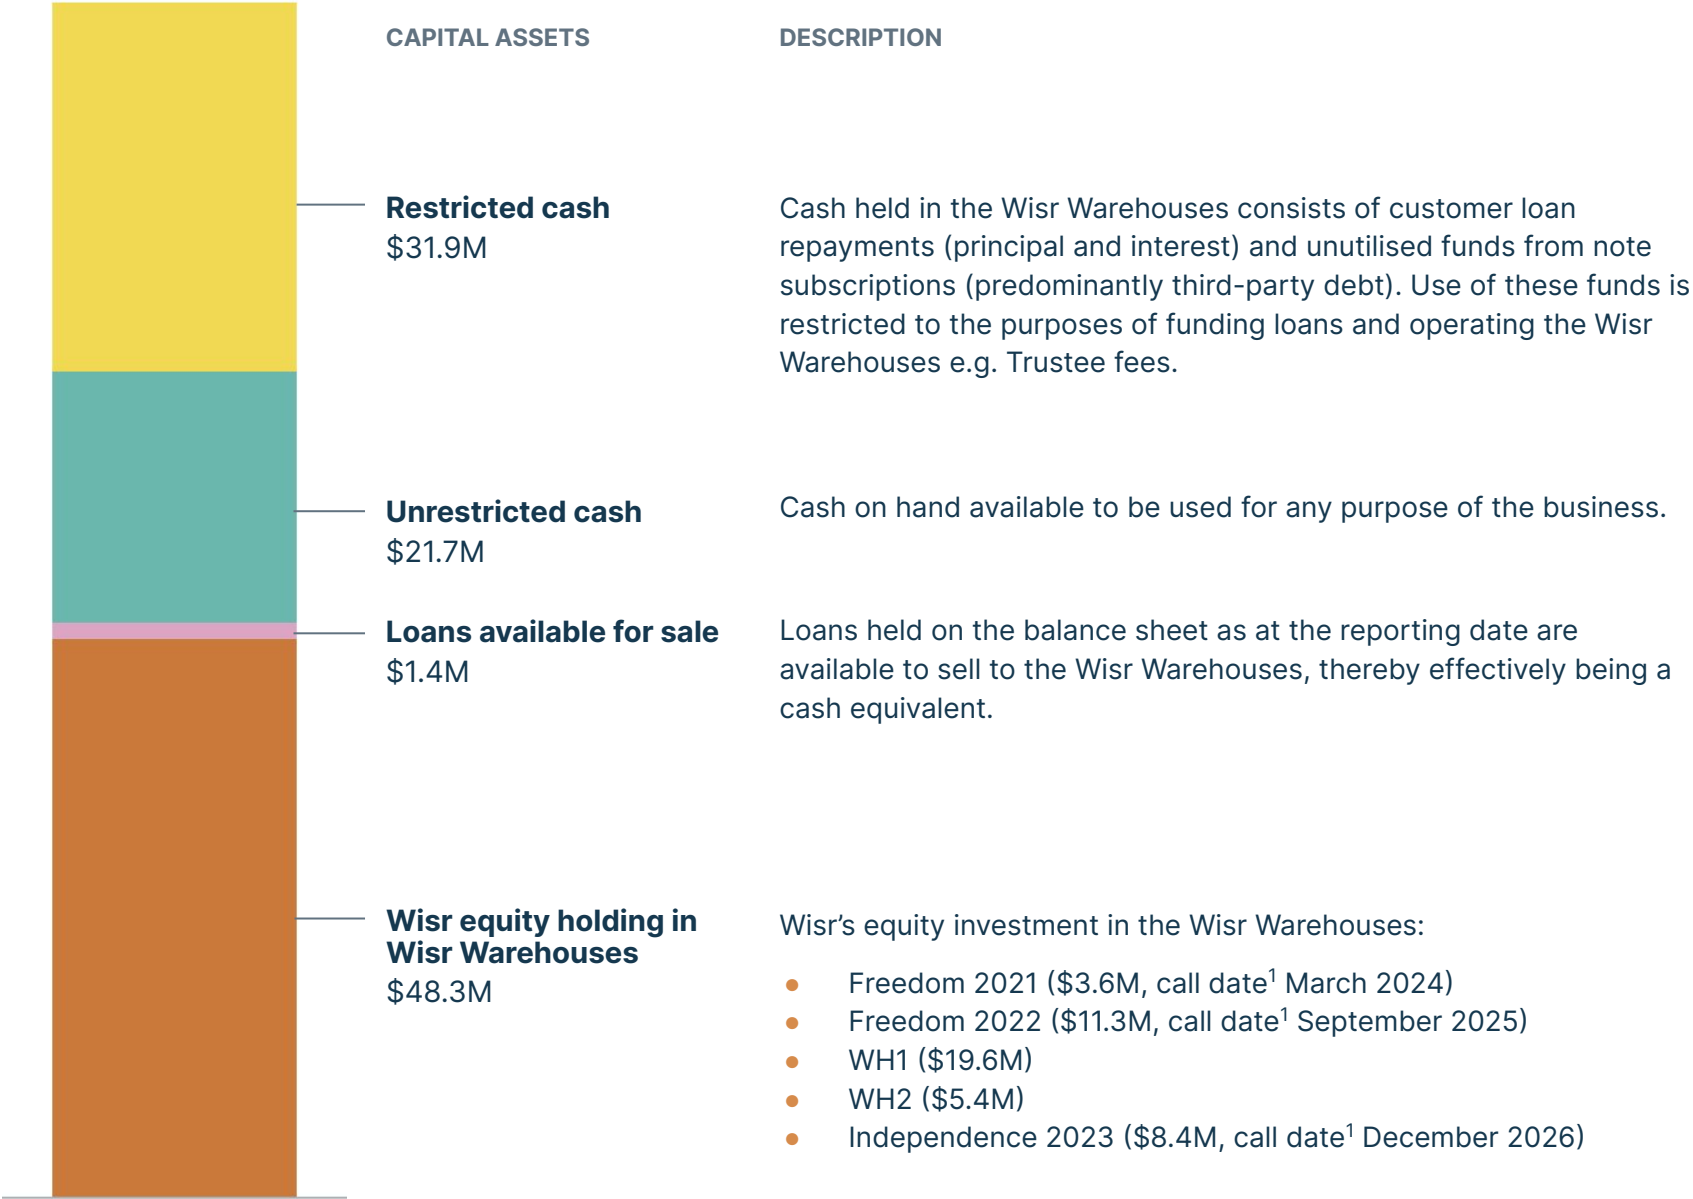 CAPITAL ASSETS
DESCRIPTION
Restricted cash
$31.9M
Cash held in the Wisr Warehouses consists of customer loan
repayments (principal and interest) and unutilised funds from note
subscriptions (predominantly third-party debt). Use of these funds is
restricted to the purposes of funding loans and operating the Wisr
Warehouses e.g. Trustee fees.
Unrestricted cash
$21.7M
Cash on hand available to be used for any purpose of the business.
Loans available for sale
$1.4M
Loans held on the balance sheet as at the reporting date are
available to sell to the Wisr Warehouses, thereby effectively being a
cash equivalent.
Wisr equity holding in
Wisr Warehouses
$48.3M
Wisr’s equity investment in the Wisr Warehouses:
• Freedom 2021 ($3.6M, call date¹ March 2024)
• Freedom 2022 ($11.3M, call date¹ September 2025)
• WH1 ($19.6M)
• WH2 ($5.4M)
• Independence 2023 ($8.4M, call date¹ December 2026)